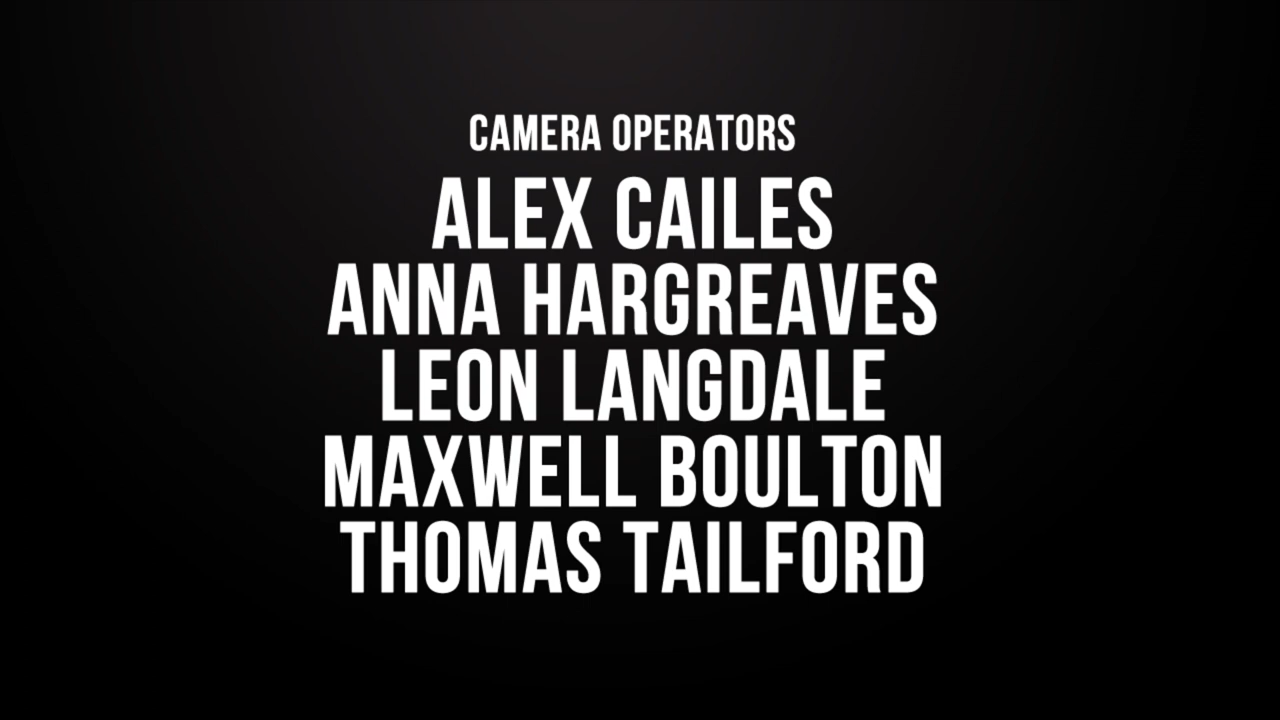 CAMERA OPERATORS
ALEX CAILES
ANNA HARGREAVES
LEON LANGDALE
MAXWELL BOULTON
THOMAS TAILFORD